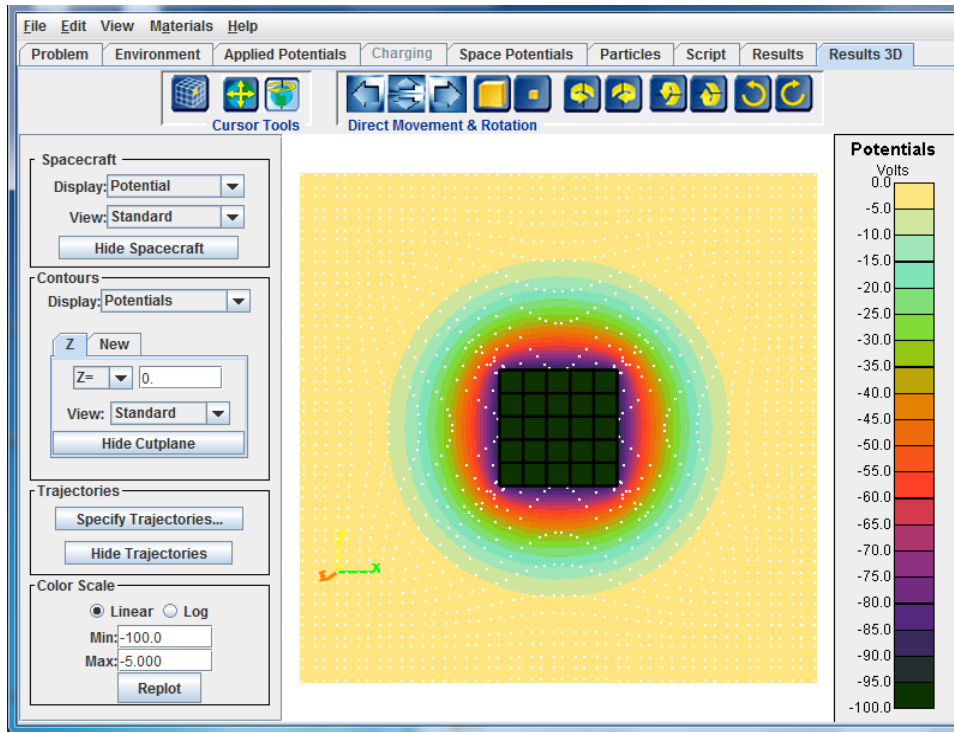 File Edit View Materials Help
Problem Environment Applied Potentials Charging Space Potentials Particles Script Results Results 3D
Cursor Tools Direct Movement & Rotation
Spacecraft
Display: Potential
View: Standard
Hide Spacecraft
Contours
Display: Potentials
Z New
Z= 0.
View: Standard
Hide Cutplane
Trajectories
Specify Trajectories...
Hide Trajectories
Color Scale
Linear Log
Min: -100.0
Max: -5.000
Replot
X
Potentials
Volts
0.0
-5.0
-10.0
-15.0
-20.0
-25.0
-30.0
-35.0
-40.0
-45.0
-50.0
-55.0
-60.0
-65.0
-70.0
-75.0
-80.0
-85.0
-90.0
-95.0
-100.0